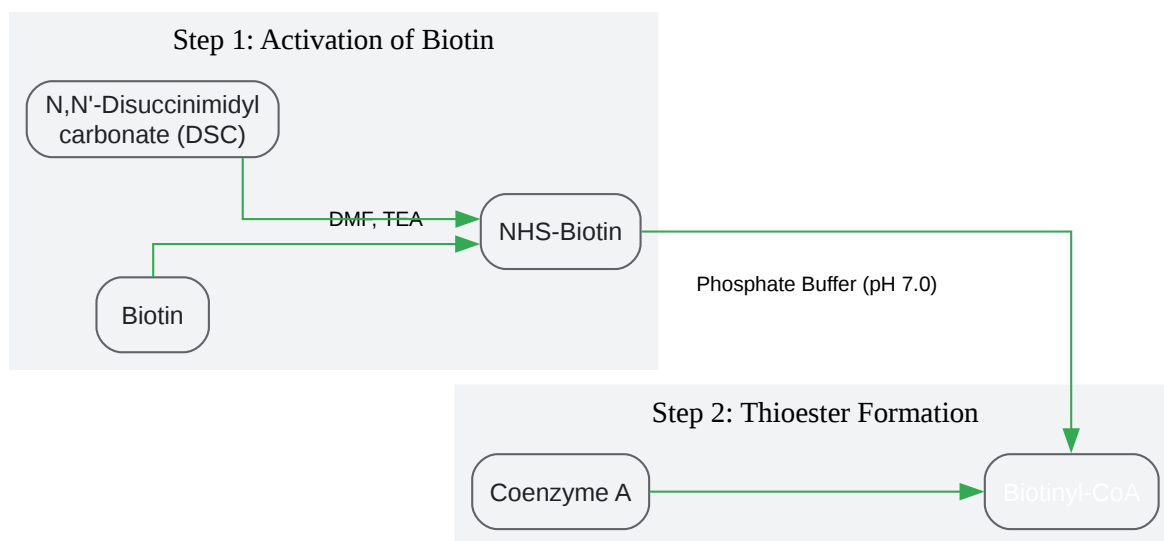 Step 1: Activation of Biotin
N,N'-Disuccinimidyl
carbonate (DSC)
DMF, TEA
NHS-Biotin
Biotin
Phosphate Buffer (pH 7.0)
Step 2: Thioester Formation
Coenzyme A
Biotinyl-CoA